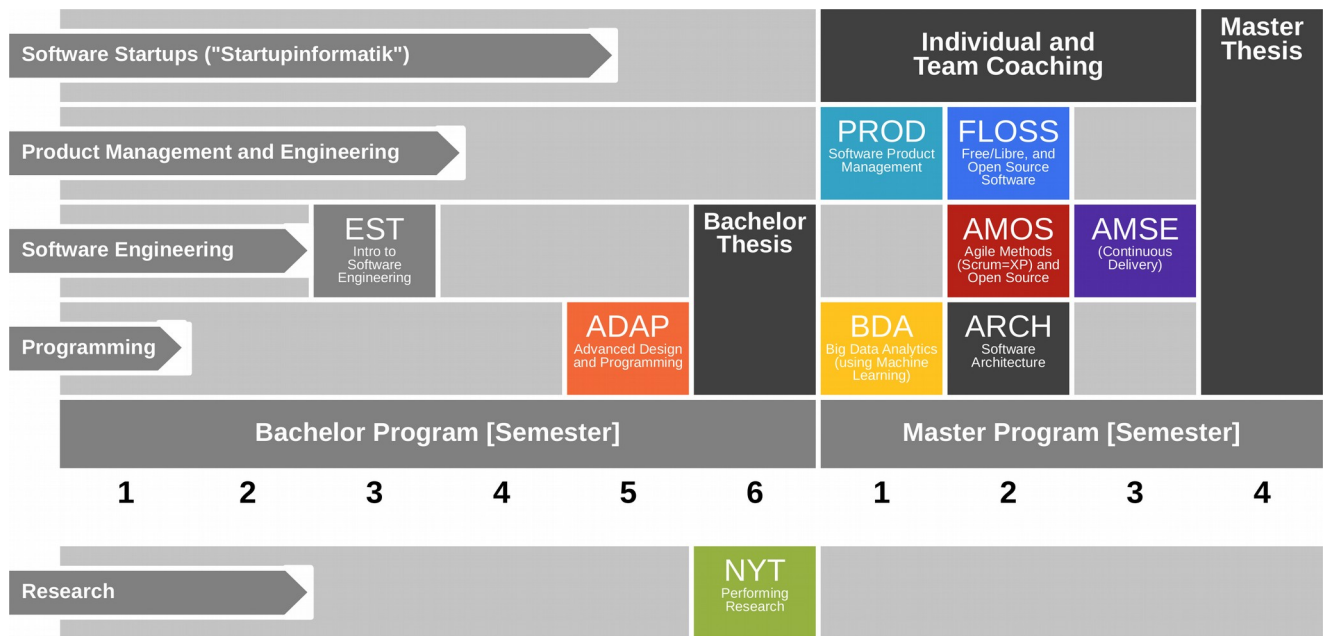 Software Startups ("Startupinformatik")
Individual and
Team Coaching
Master
Thesis
Product Management and Engineering
PROD
Software Product
Management
FLOSS
Free/Libre, and
Open Source
Software
Software Engineering
EST
Intro to
Software
Engineering
Bachelor
Thesis
AMOS
Agile Methods
(Scrum=XP) and
Open Source
AMSE
(Continuous
Delivery)
Programming
ADAP
Advanced Design
and Programming
BDA
Big Data Analytics
(using Machine
Learning)
ARCH
Software
Architecture
Bachelor Program [Semester]
Master Program [Semester]
1 2 3 4 5 6 1 2 3 4
Research
NYT
Performing
Research